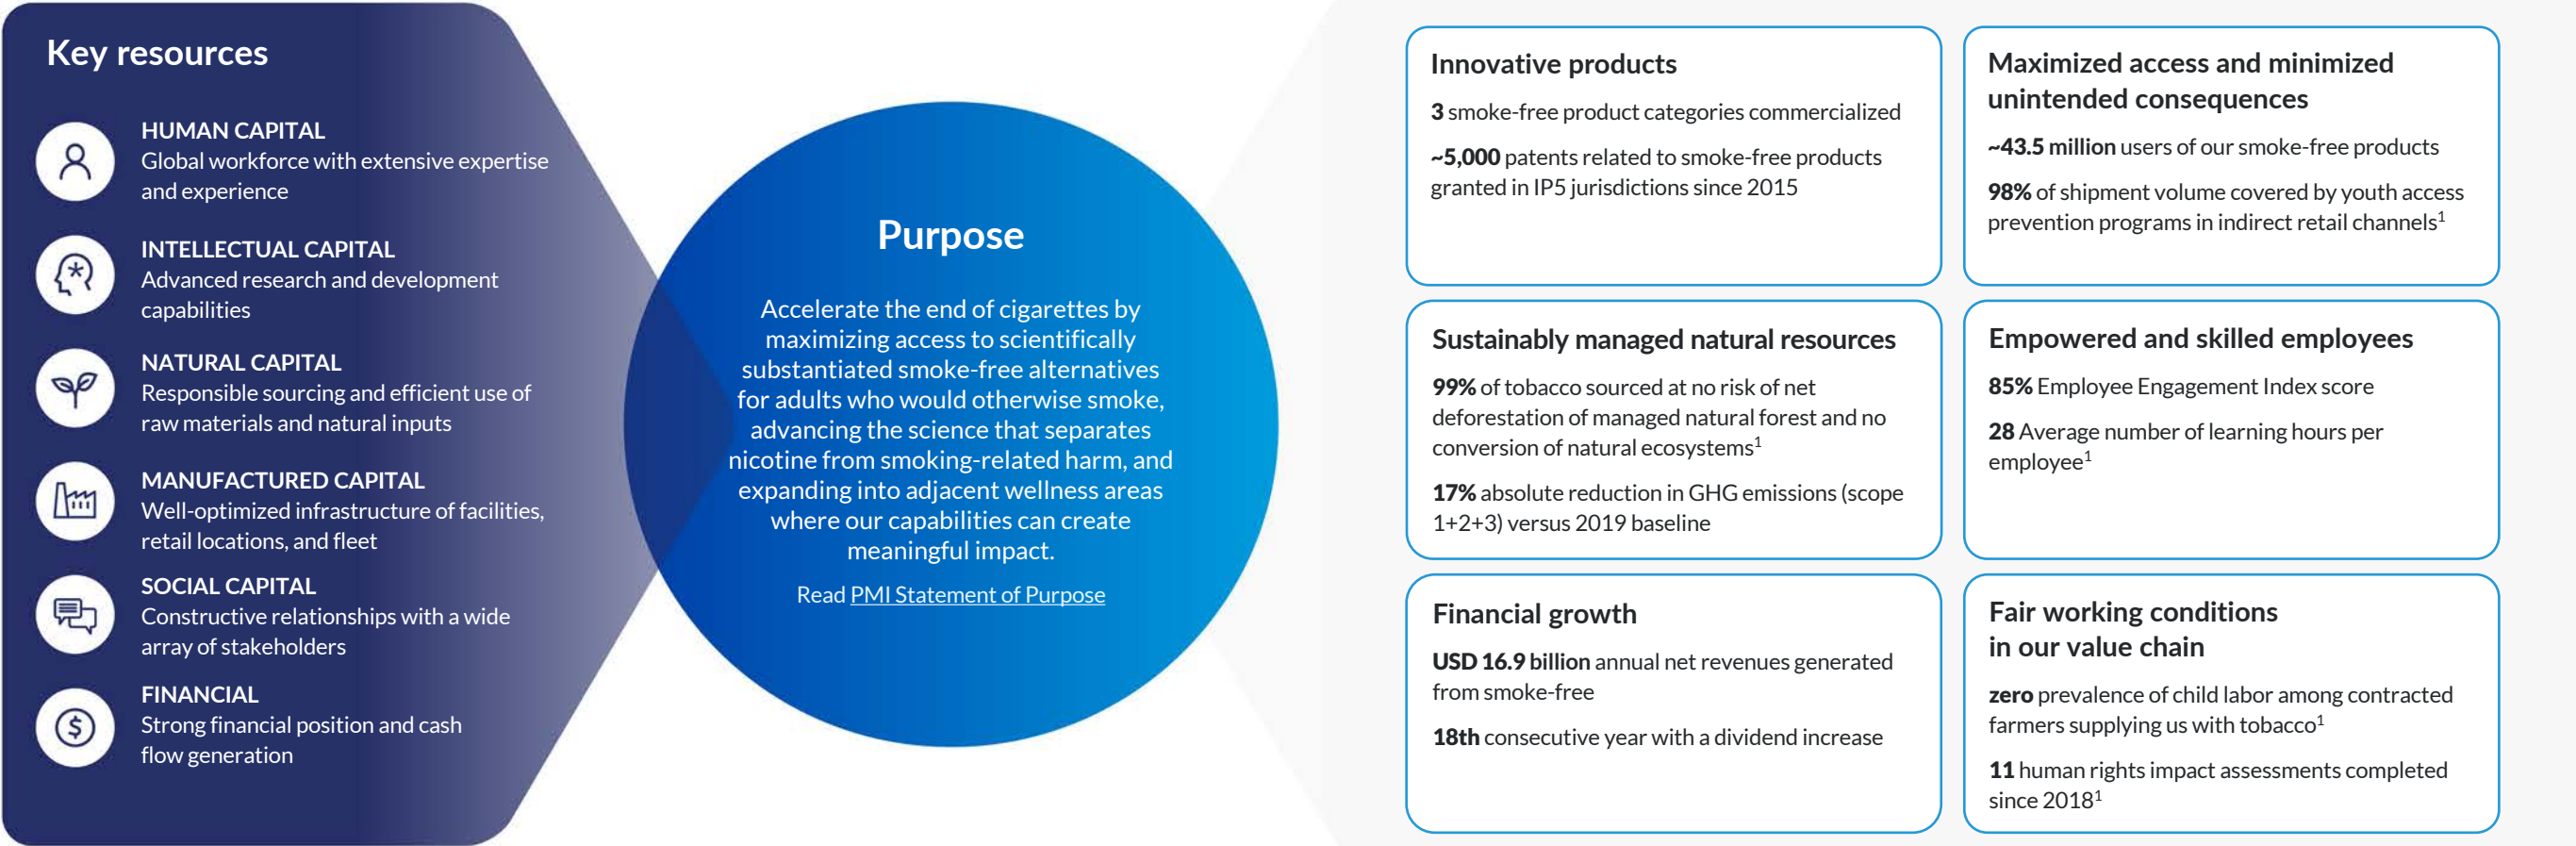 Key resources
HUMAN CAPITAL
Global workforce with extensive expertise
and experience
INTELLECTUAL CAPITAL
Advanced research and development
capabilities
NATURAL CAPITAL
Responsible sourcing and efficient use of
raw materials and natural inputs
MANUFACTURED CAPITAL
Well-optimized infrastructure of facilities,
retail locations, and fleet
SOCIAL CAPITAL
Constructive relationships with a wide
array of stakeholders
FINANCIAL
Strong financial position and cash
flow generation
Purpose
Accelerate the end of cigarettes by
maximizing access to scientifically
substantiated smoke-free alternatives
for adults who would otherwise smoke,
advancing the science that separates
nicotine from smoking-related harm, and
expanding into adjacent wellness areas
where our capabilities can create
meaningful impact.
Read PMI Statement of Purpose
Innovative products
3 smoke-free product categories commercialized
~5,000 patents related to smoke-free products
granted in IP5 jurisdictions since 2015
Maximized access and minimized
unintended consequences
~43.5 million users of our smoke-free products
98% of shipment volume covered by youth access
prevention programs in indirect retail channels¹
Sustainably managed natural resources
99% of tobacco sourced at no risk of net
deforestation of managed natural forest and no
conversion of natural ecosystems¹
17% absolute reduction in GHG emissions (scope
1+2+3) versus 2019 baseline
Empowered and skilled employees
85% Employee Engagement Index score
28 Average number of learning hours per
employee¹
Financial growth
USD 16.9 billion annual net revenues generated
from smoke-free
18th consecutive year with a dividend increase
Fair working conditions
in our value chain
zero prevalence of child labor among contracted
farmers supplying us with tobacco¹
11 human rights impact assessments completed
since 2018¹